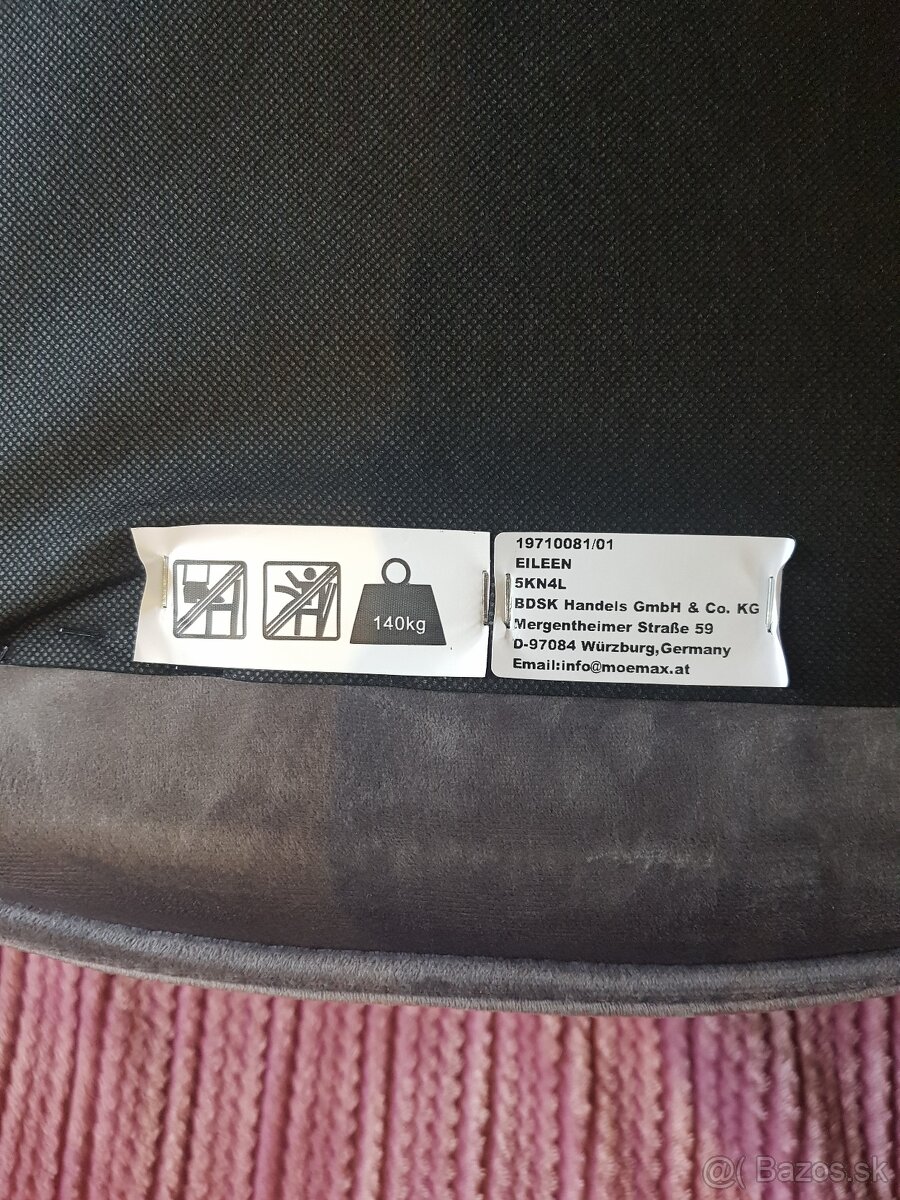 140kg
19710081/01
EILEEN
5KN4L
BDSK Handels GmbH & Co. KG
Mergentheimer Straße 59
D-97084 Würzburg,Germany
Email:info@moemax.at
@( Bazos.sk